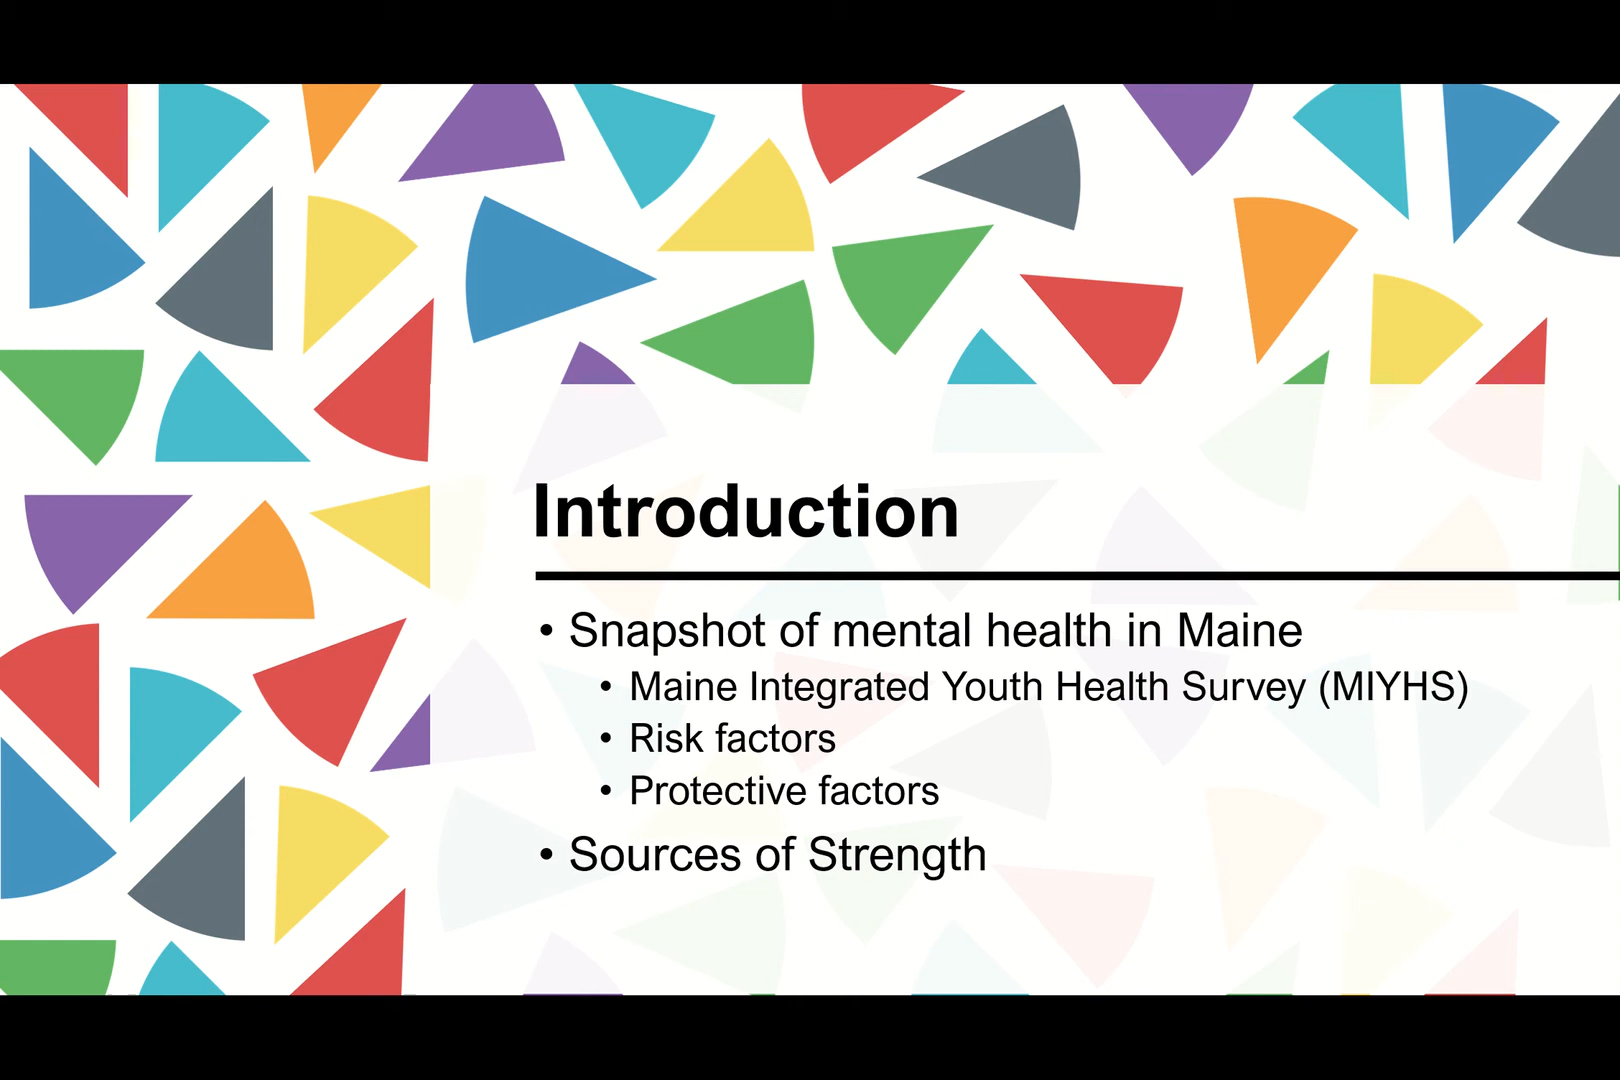 Introduction
• Snapshot of mental health in Maine
• Maine Integrated Youth Health Survey (MIYHS)
• Risk factors
• Protective factors
• Sources of Strength